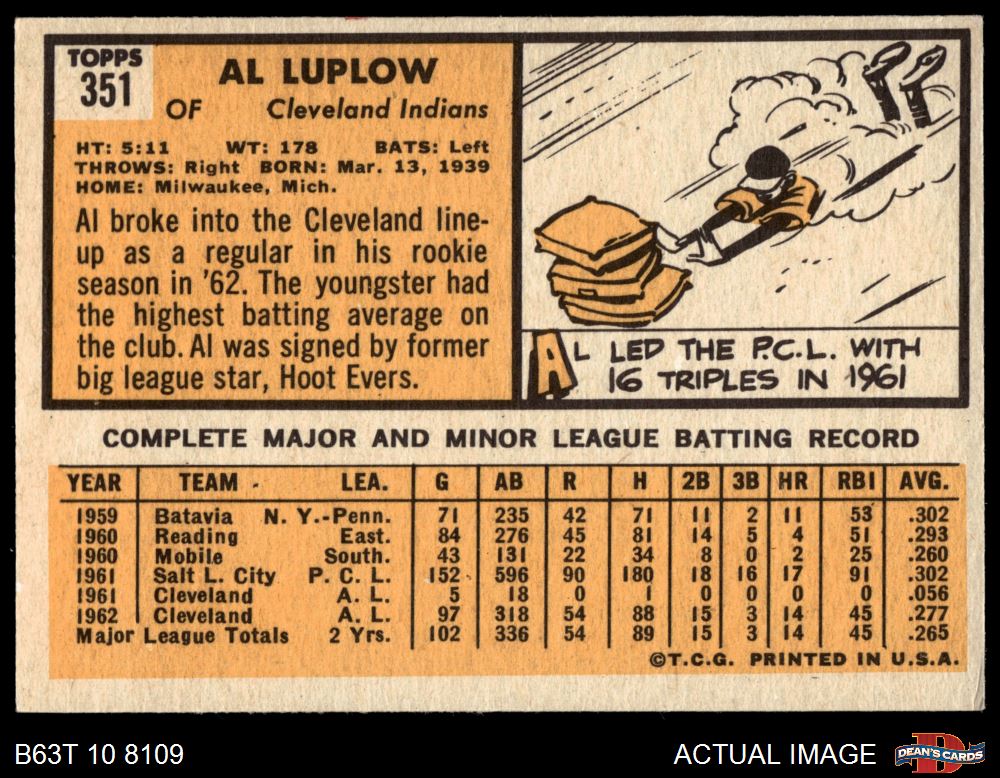 TOPPS
351
AL LUPLOW
OF Cleveland Indians
HT: 5:11 WT: 178 BATS: Left
THROWS: Right BORN: Mar. 13, 1939
HOME: Milwaukee, Mich.
Al broke into the Cleveland line-
up as a regular in his rookie
season in '62. The youngster had
the highest batting average on
the club. Al was signed by former
big league star, Hoot Evers.
AL LED THE P.C.L. WITH
16 TRIPLES IN 1961
COMPLETE MAJOR AND MINOR LEAGUE BATTING RECORD
YEAR TEAM LEA. G AB R H 2B 3B HR RBI AVG.
1959 Batavia N. Y.-Penn. 71 235 42 71 11 2 11 53 .302
1960 Reading East. 84 276 45 81 14 5 4 51 .293
1960 Mobile South. 43 131 22 34 8 0 2 25 .260
1961 Salt L. City P. C. L. 152 596 90 180 18 16 17 91 .302
1961 Cleveland A. L. 5 18 0 1 0 0 0 0 .056
1962 Cleveland A. L. 97 318 54 88 15 3 14 45 .277
Major League Totals 2 Yrs. 102 336 54 89 15 3 14 45 .265
©T.C.G. PRINTED IN U.S.A.
B63T 10 8109
ACTUAL IMAGE
DEAN'S CARDS